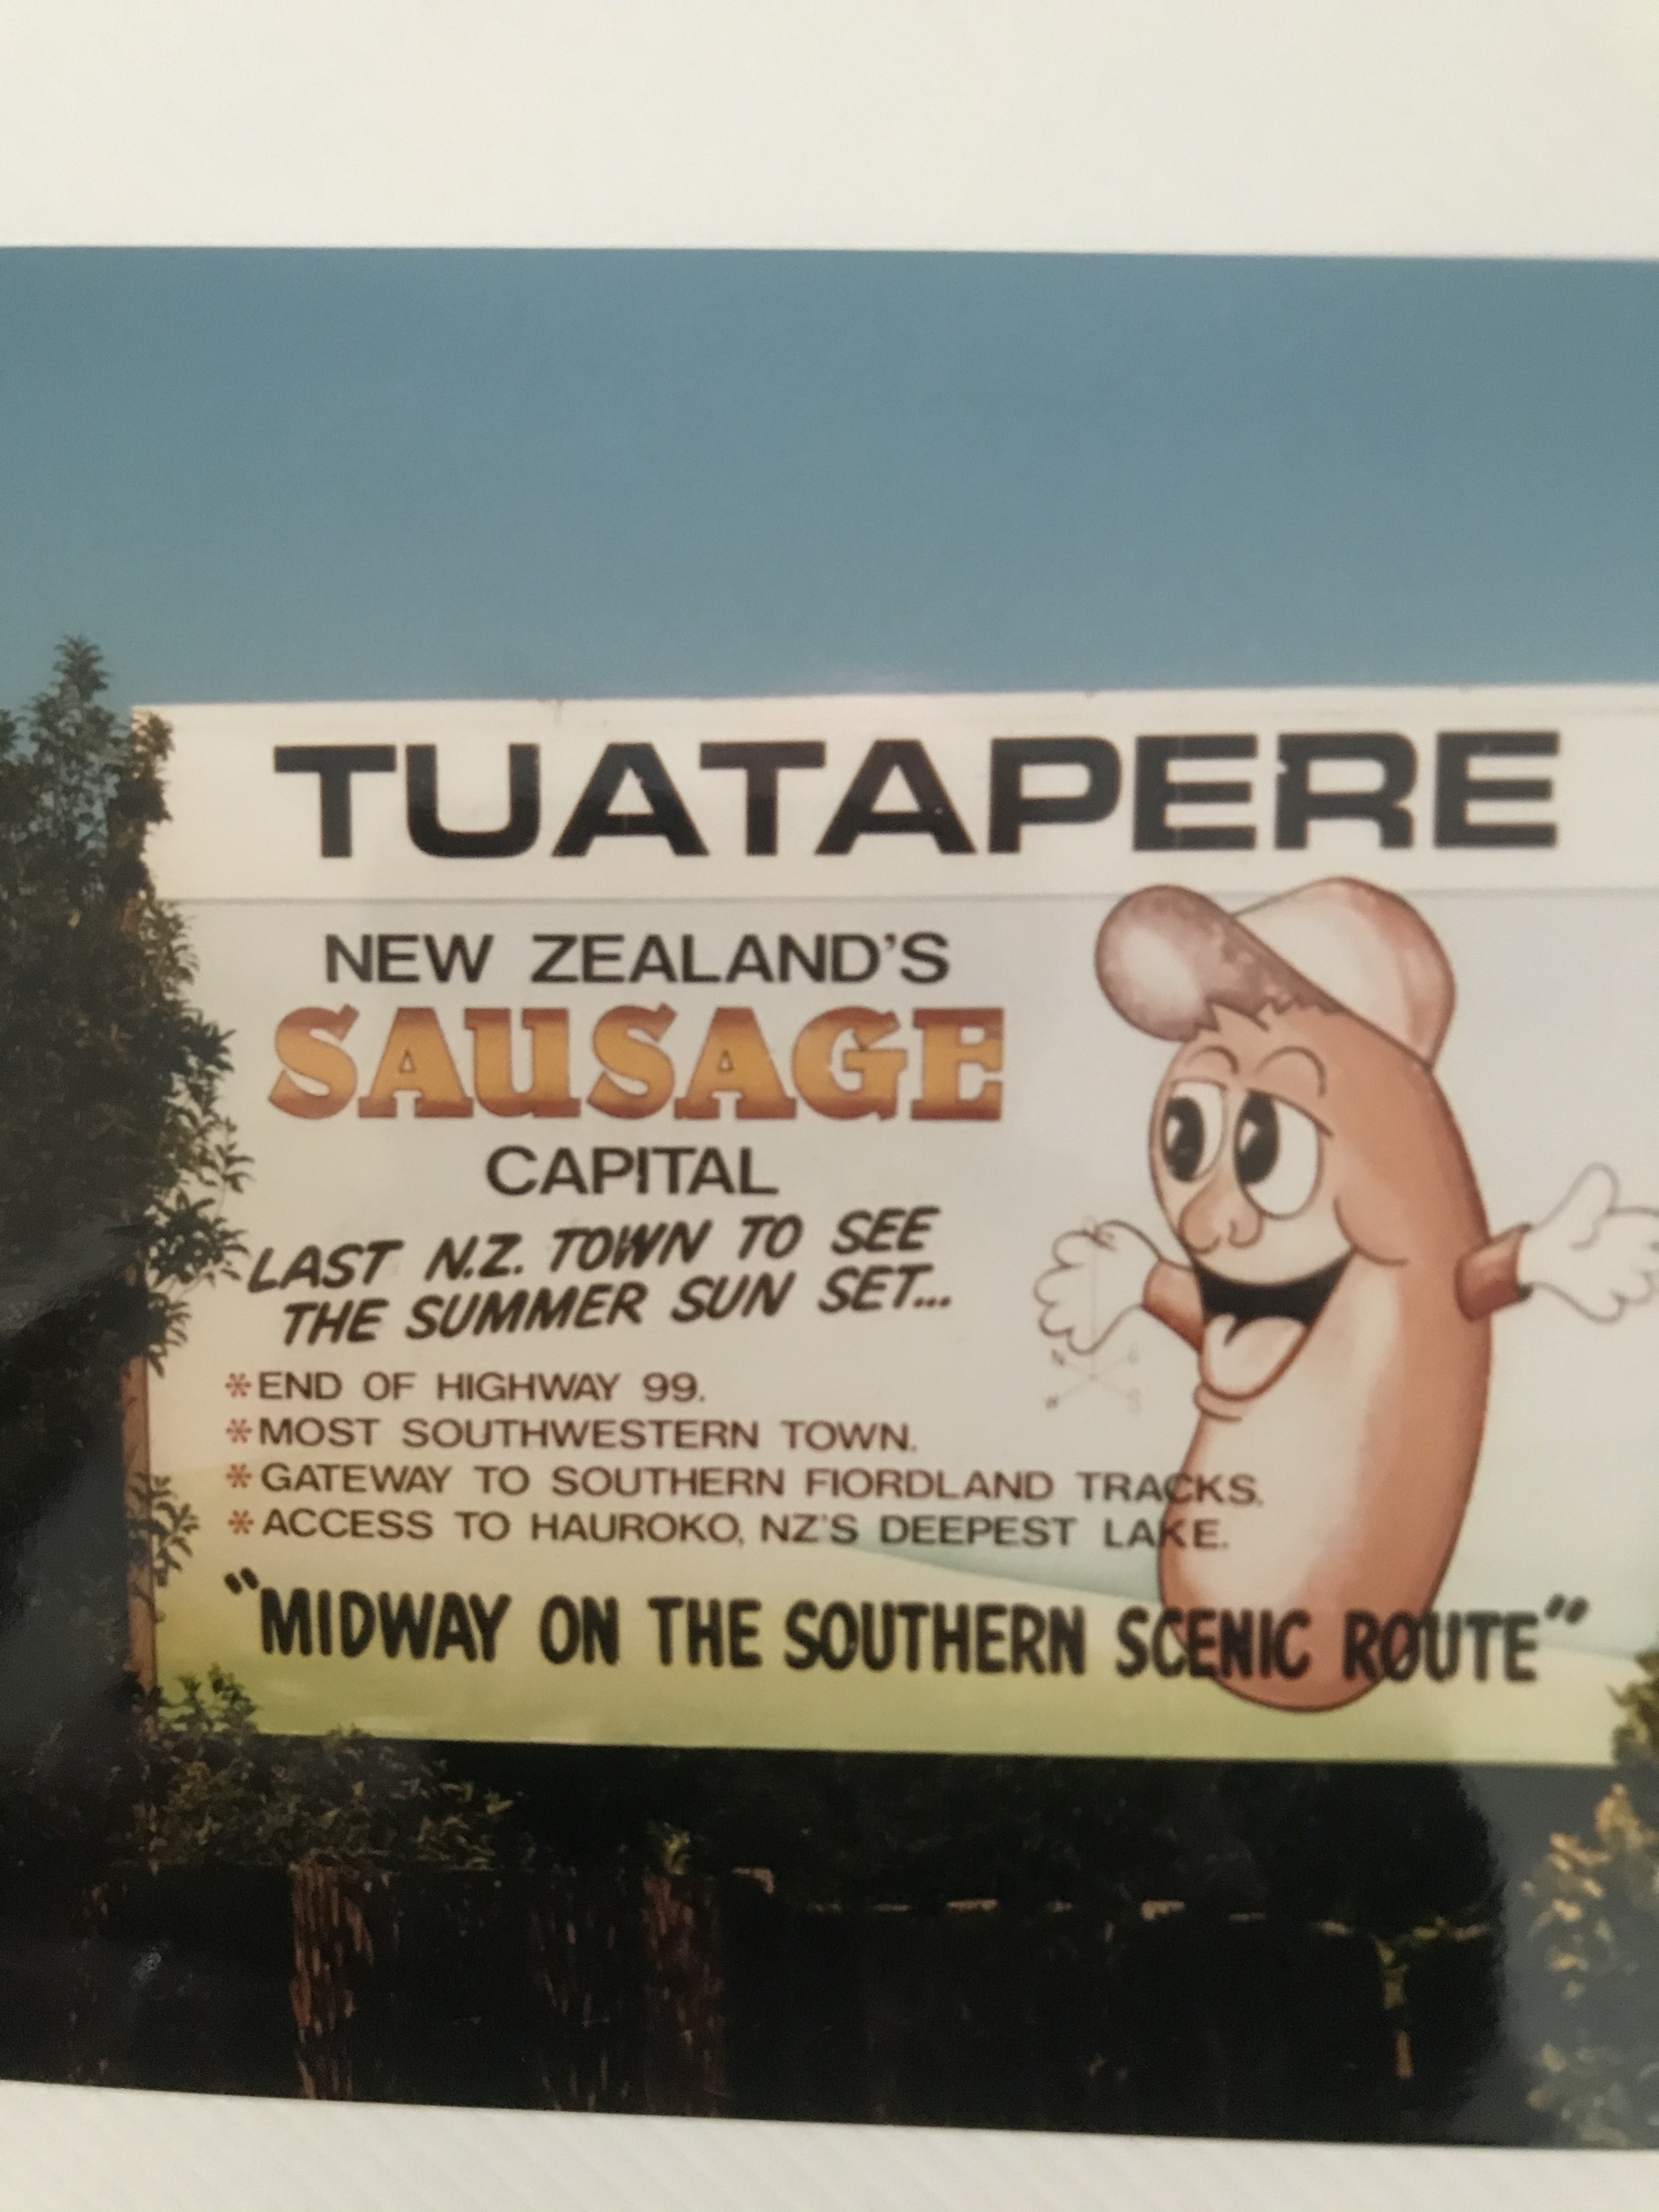 TUATAPERE
NEW ZEALAND'S
SAUSAGE
CAPITAL
LAST N.Z. TOWN TO SEE
THE SUMMER SUN SET...
*END OF HIGHWAY 99.
*MOST SOUTHWESTERN TOWN.
*GATEWAY TO SOUTHERN FIORDLAND TRACKS.
*ACCESS TO HAUROKO, NZ'S DEEPEST LAKE.
"MIDWAY ON THE SOUTHERN SCENIC ROUTE"